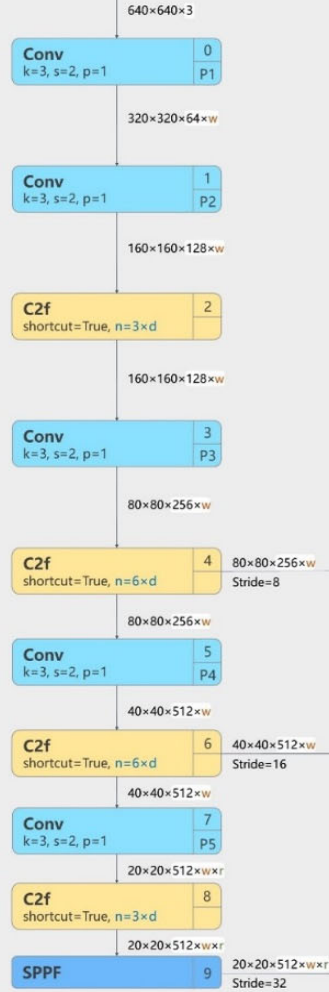 640×640×3
Conv 0
k=3, s=2, p=1 P1
320×320×64×w
Conv 1
k=3, s=2, p=1 P2
160×160×128×w
C2f 2
shortcut=True, n=3×d
160×160×128×w
Conv 3
k=3, s=2, p=1 P3
80×80×256×w
C2f 4 80×80×256×w
shortcut=True, n=6×d Stride=8
80×80×256×w
Conv 5
k=3, s=2, p=1 P4
40×40×512×w
C2f 6 40×40×512×w
shortcut=True, n=6×d Stride=16
40×40×512×w
Conv 7
k=3, s=2, p=1 P5
20×20×512×w×r
C2f 8
shortcut=True, n=3×d
20×20×512×w×r
SPPF 9 20×20×512×w×r
Stride=32